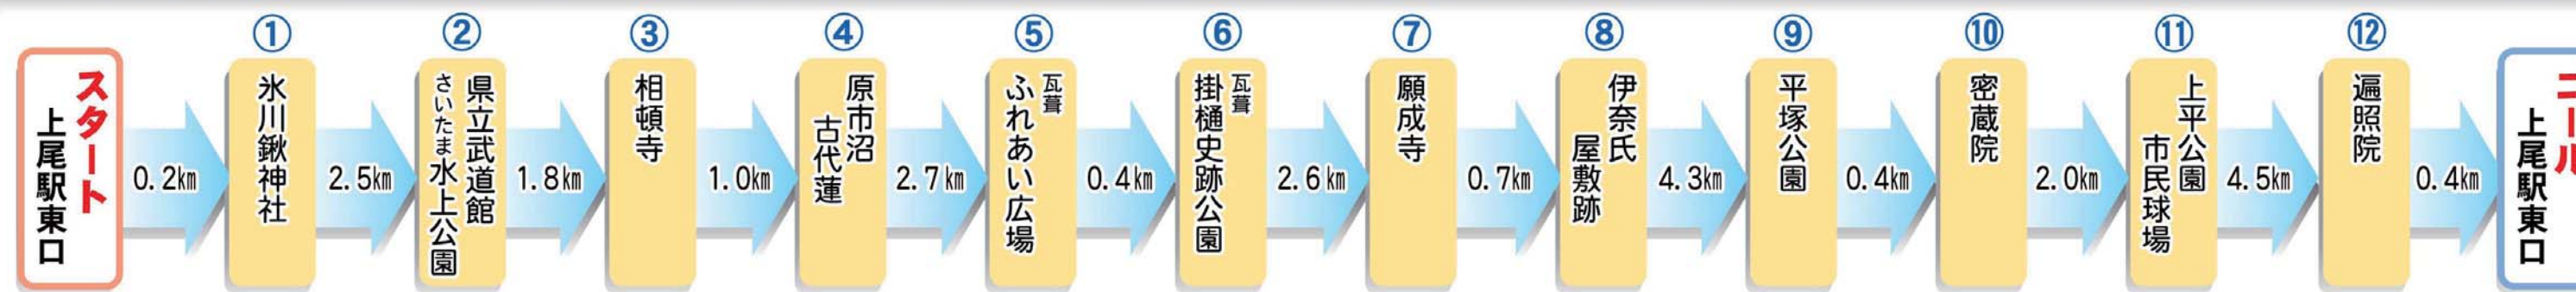 スタート
上尾駅東口
0.2km
①
氷川鍬神社
2.5km
②
県立武道館
さいたま水上公園
1.8km
③
相頓寺
1.0km
④
原市沼
古代蓮
2.7km
⑤
瓦葺
ふれあい広場
0.4km
⑥
瓦葺
掛樋史跡公園
2.6km
⑦
願成寺
0.7km
⑧
伊奈氏
屋敷跡
4.3km
⑨
平塚公園
0.4km
⑩
密蔵院
2.0km
⑪
上平公園
市民球場
4.5km
⑫
遍照院
0.4km
ゴール
上尾駅東口